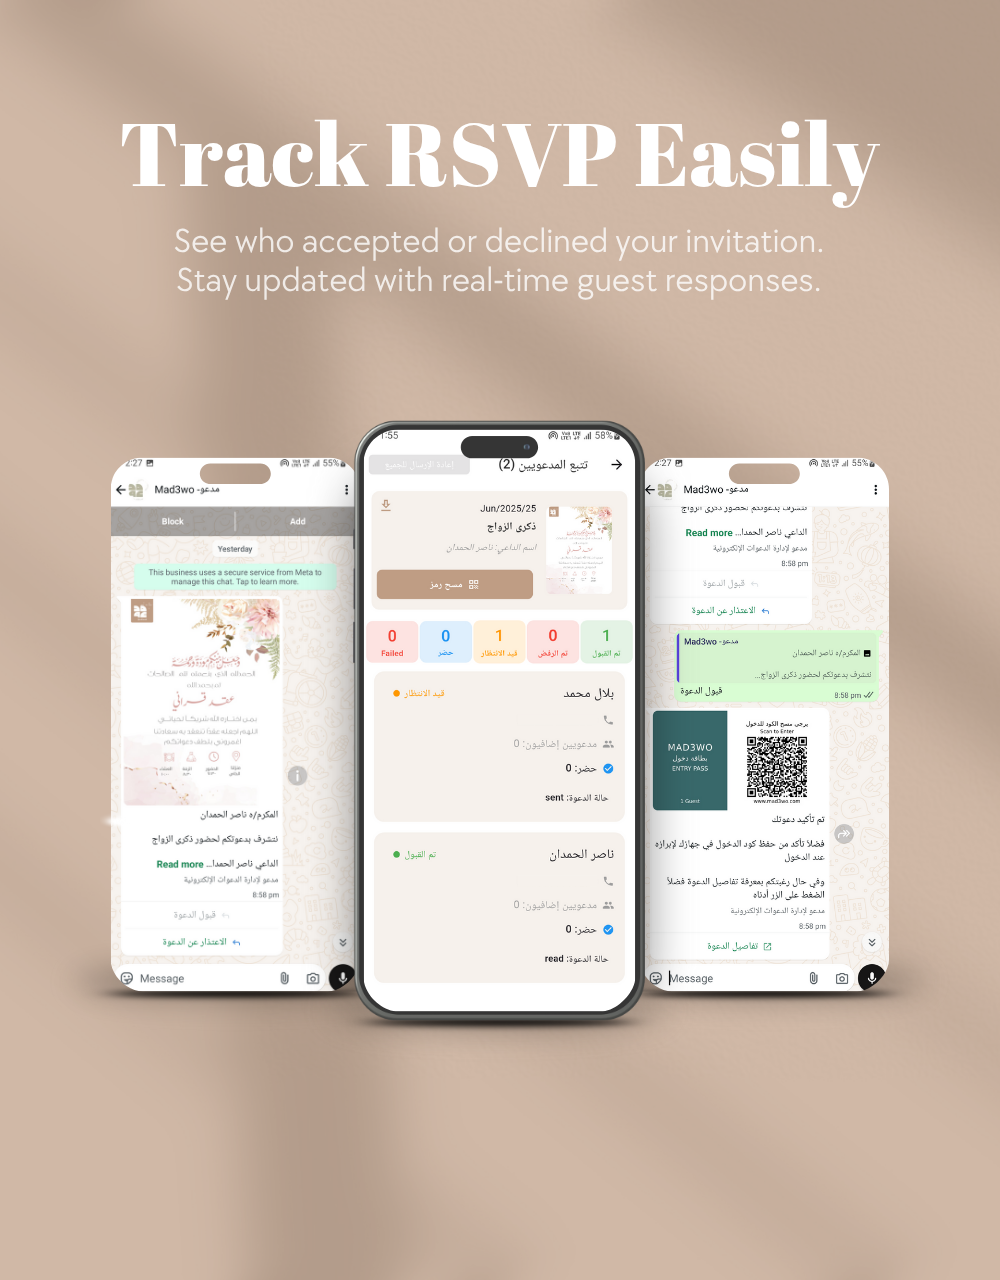 Track RSVP Easily
See who accepted or declined your invitation.
Stay updated with real-time guest responses.
2:27
55%
Mad3wo -مدعو
Block
Add
Yesterday
This business uses a secure service from Meta to
manage this chat. Tap to learn more.
عقد قرآني
المكرم/ه ناصر الحمدان
نتشرف بدعوتكم لحضور ذكرى الزواج
الداعي ناصر الحمدا... Read more
مدعو لإدارة الدعوات الإلكترونية
8:58 pm
قبول الدعوة
الاعتذار عن الدعوة
Message
1:55
58%
تتبع المدعويين (2)
إعادة الإرسال للجميع
Jun/2025/25
ذكرى الزواج
اسم الداعي: ناصر الحمدان
مسح رمز
0
0
1
0
1
Failed
حضر
قيد الانتظار
تم الرفض
تم القبول
بلال محمد
قيد الانتظار
مدعويين إضافيون: 0
حضر: 0
حالة الدعوة: sent
ناصر الحمدان
تم القبول
مدعويين إضافيون: 0
حضر: 0
حالة الدعوة: read
2:27
55%
Mad3wo -مدعو
نتشرف بدعوتكم لحضور ذكرى الزواج
الداعي ناصر الحمدا... Read more
مدعو لإدارة الدعوات الإلكترونية
8:58 pm
قبول الدعوة
الاعتذار عن الدعوة
Mad3wo -مدعو
المكرم/ه ناصر الحمدان
نتشرف بدعوتكم لحضور ذكرى الزواج...
قبول الدعوة
8:58 pm
MAD3WO
بطاقة دخول
ENTRY PASS
1 Guest
يرجى مسح الكود للدخول
Scan to Enter
www.mad3wo.com
تم تأكيد دعوتك
فضلاً تأكد من حفظ كود الدخول في جهازك لإبرازه
عند الدخول
وفي حال رغبتكم بمعرفة تفاصيل الدعوة فضلاً
الضغط على الزر أدناه
مدعو لإدارة الدعوات الإلكترونية
8:58 pm
تفاصيل الدعوة
Message